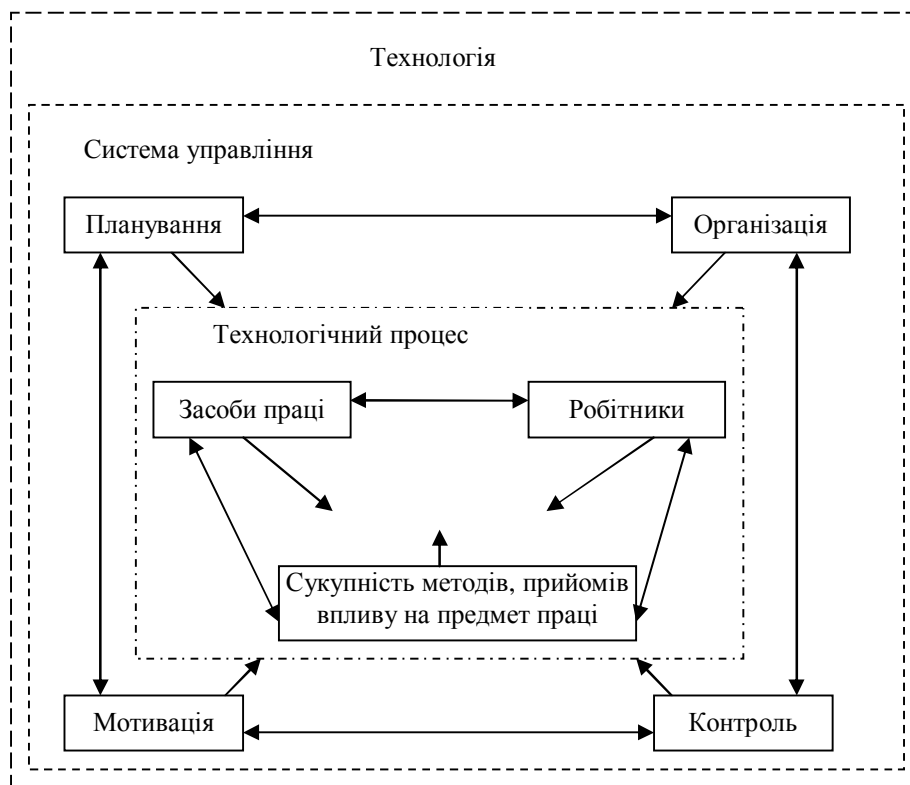 Технологія
Система управління
Планування
Організація
Технологічний процес
Засоби праці
Робітники
Сукупність методів, прийомів
впливу на предмет праці
Мотивація
Контроль